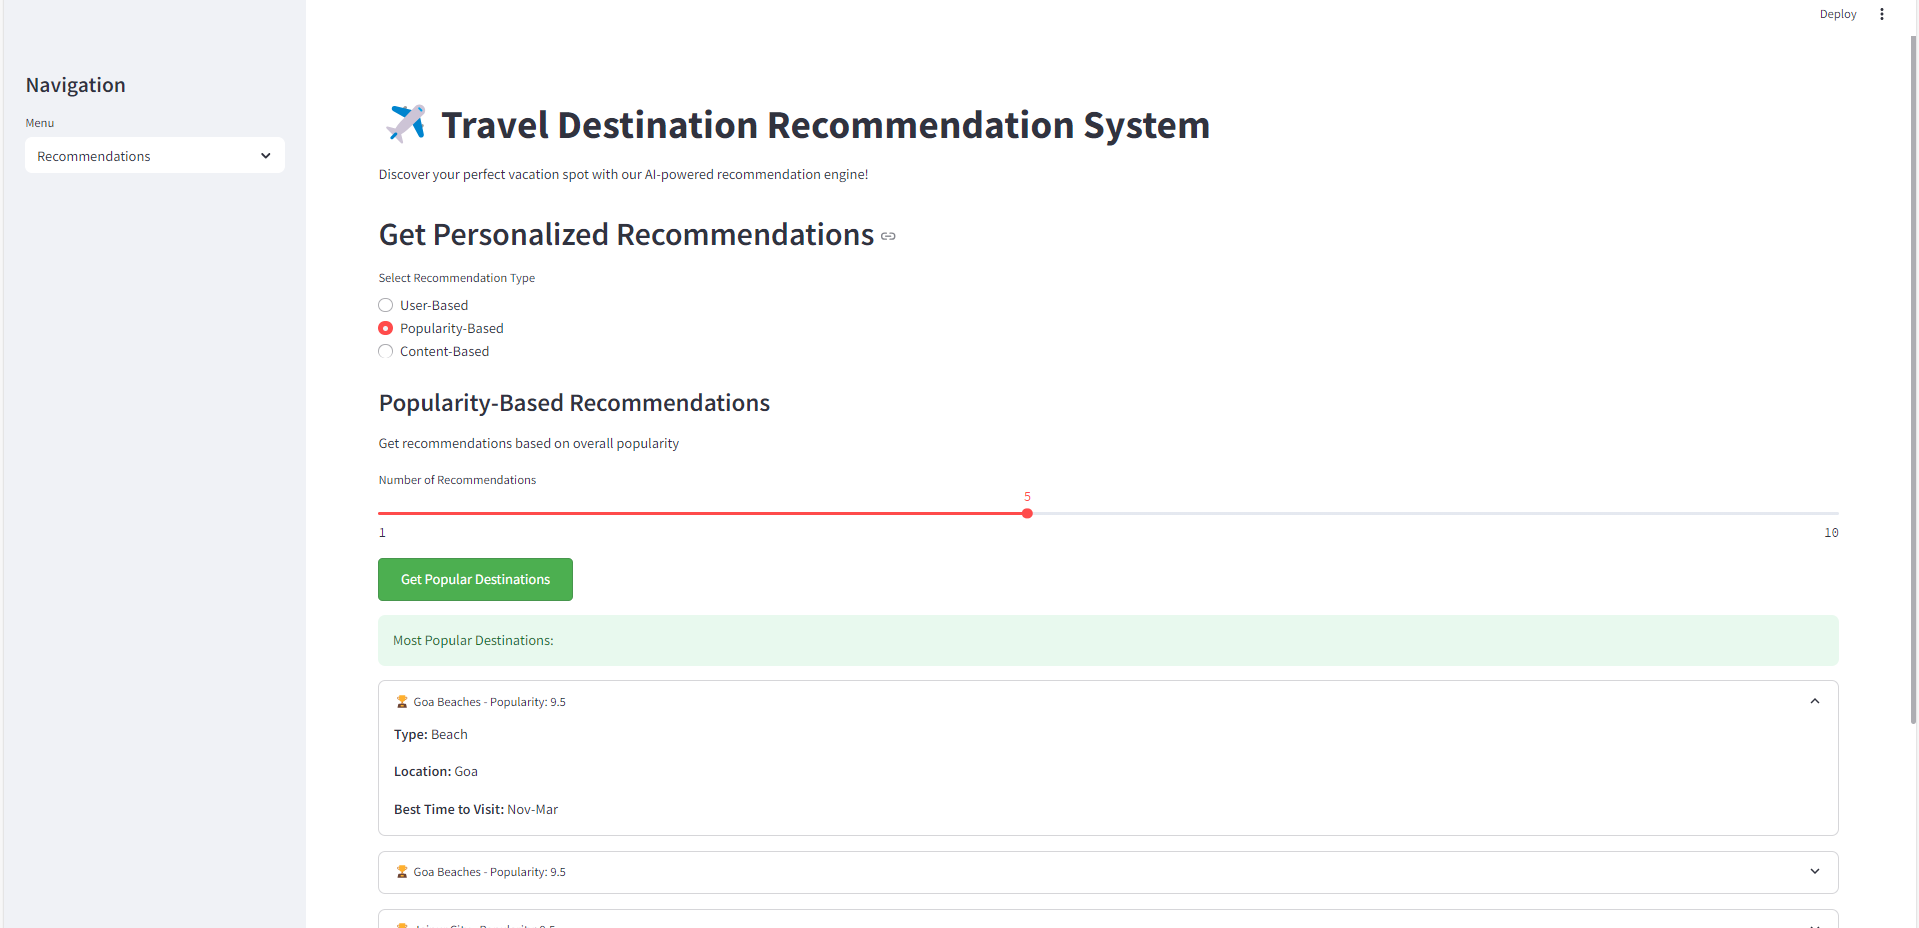 Deploy
Navigation
Menu
Recommendations
Travel Destination Recommendation System
Discover your perfect vacation spot with our AI-powered recommendation engine!
Get Personalized Recommendations
Select Recommendation Type
User-Based
Popularity-Based
Content-Based
Popularity-Based Recommendations
Get recommendations based on overall popularity
Number of Recommendations
5
1
10
Get Popular Destinations
Most Popular Destinations:
Goa Beaches - Popularity: 9.5
Type: Beach
Location: Goa
Best Time to Visit: Nov-Mar
Goa Beaches - Popularity: 9.5